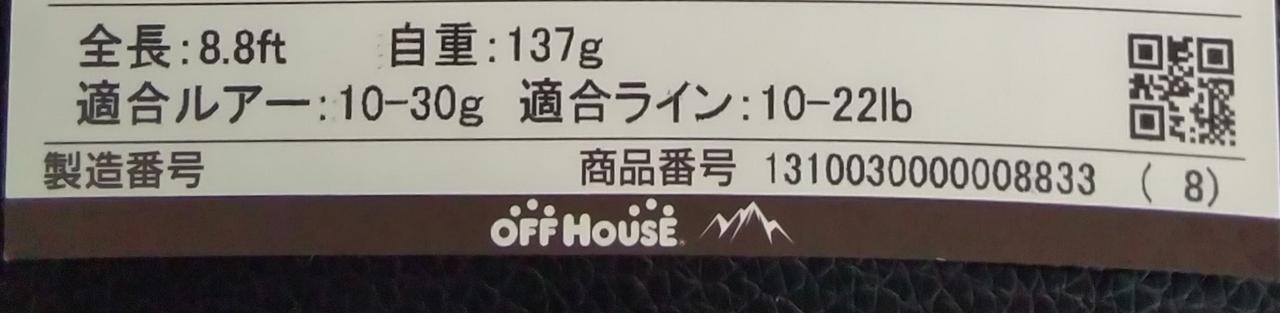 全長:8.8ft 自重:137g
適合ルアー:10-30g 適合ライン:10-22lb
製造番号 商品番号 1310030000008833 ( 8)
OFF HOUSE